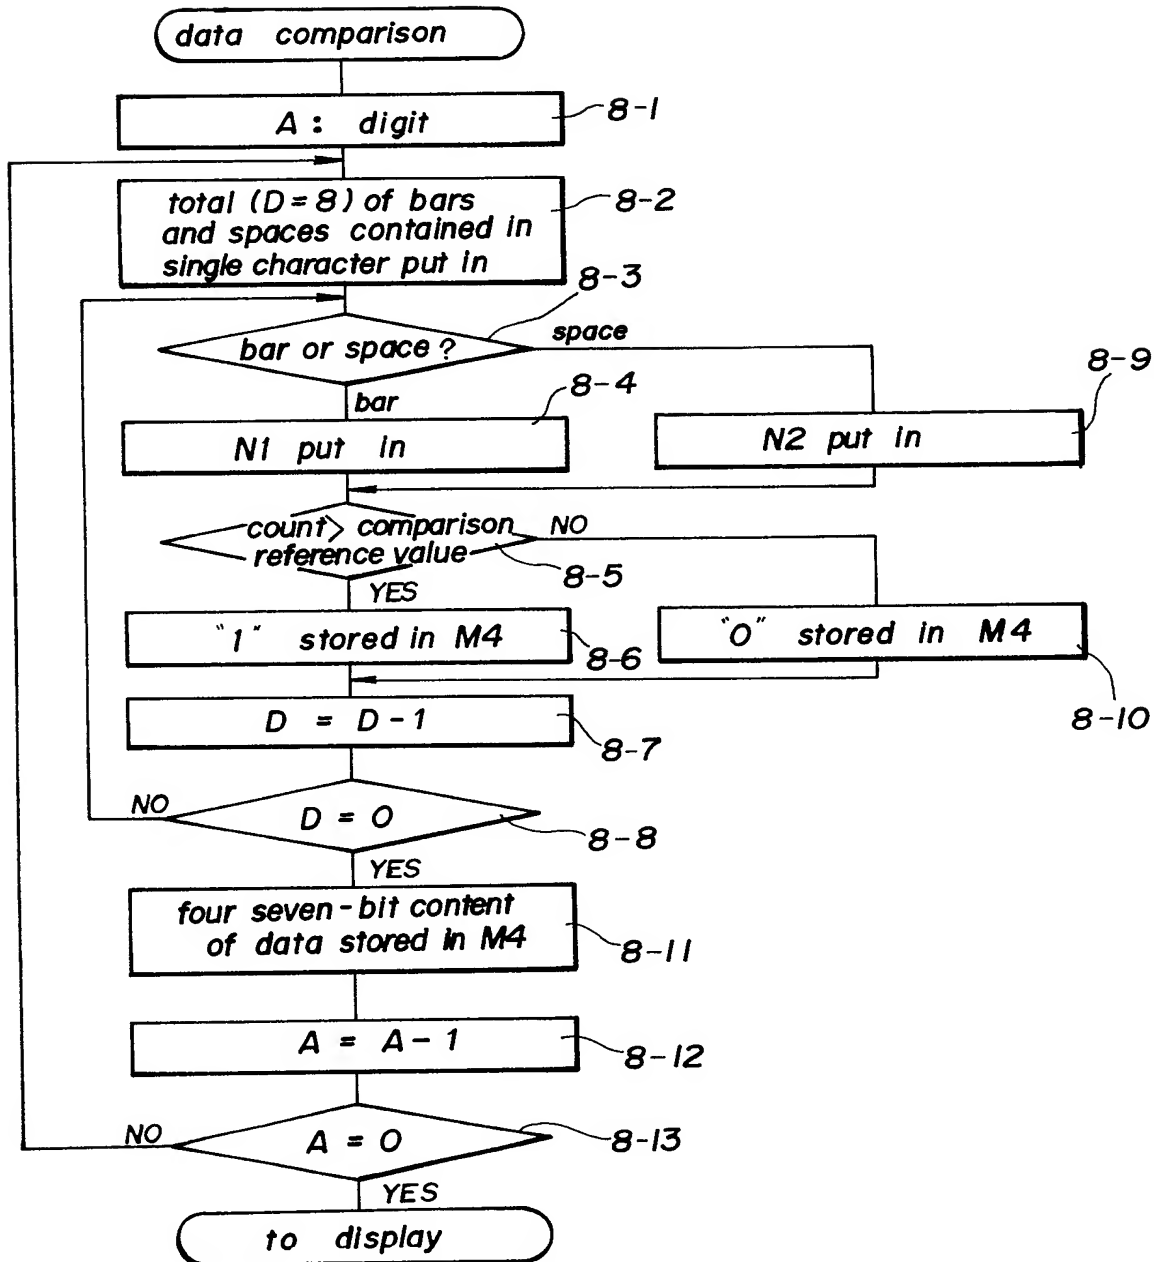 data comparison
A : digit
8-1
total (D=8) of bars
and spaces contained in
single character put in
8-2
8-3
bar or space ?
space
bar
8-4
8-9
N1 put in
N2 put in
count> comparison
reference value
NO
8-5
YES
"1" stored in M4
8-6
"0" stored in M4
8-10
D = D-1
8-7
NO
D = 0
8-8
YES
four seven-bit content
of data stored in M4
8-11
A = A-1
8-12
NO
A = 0
8-13
YES
to display